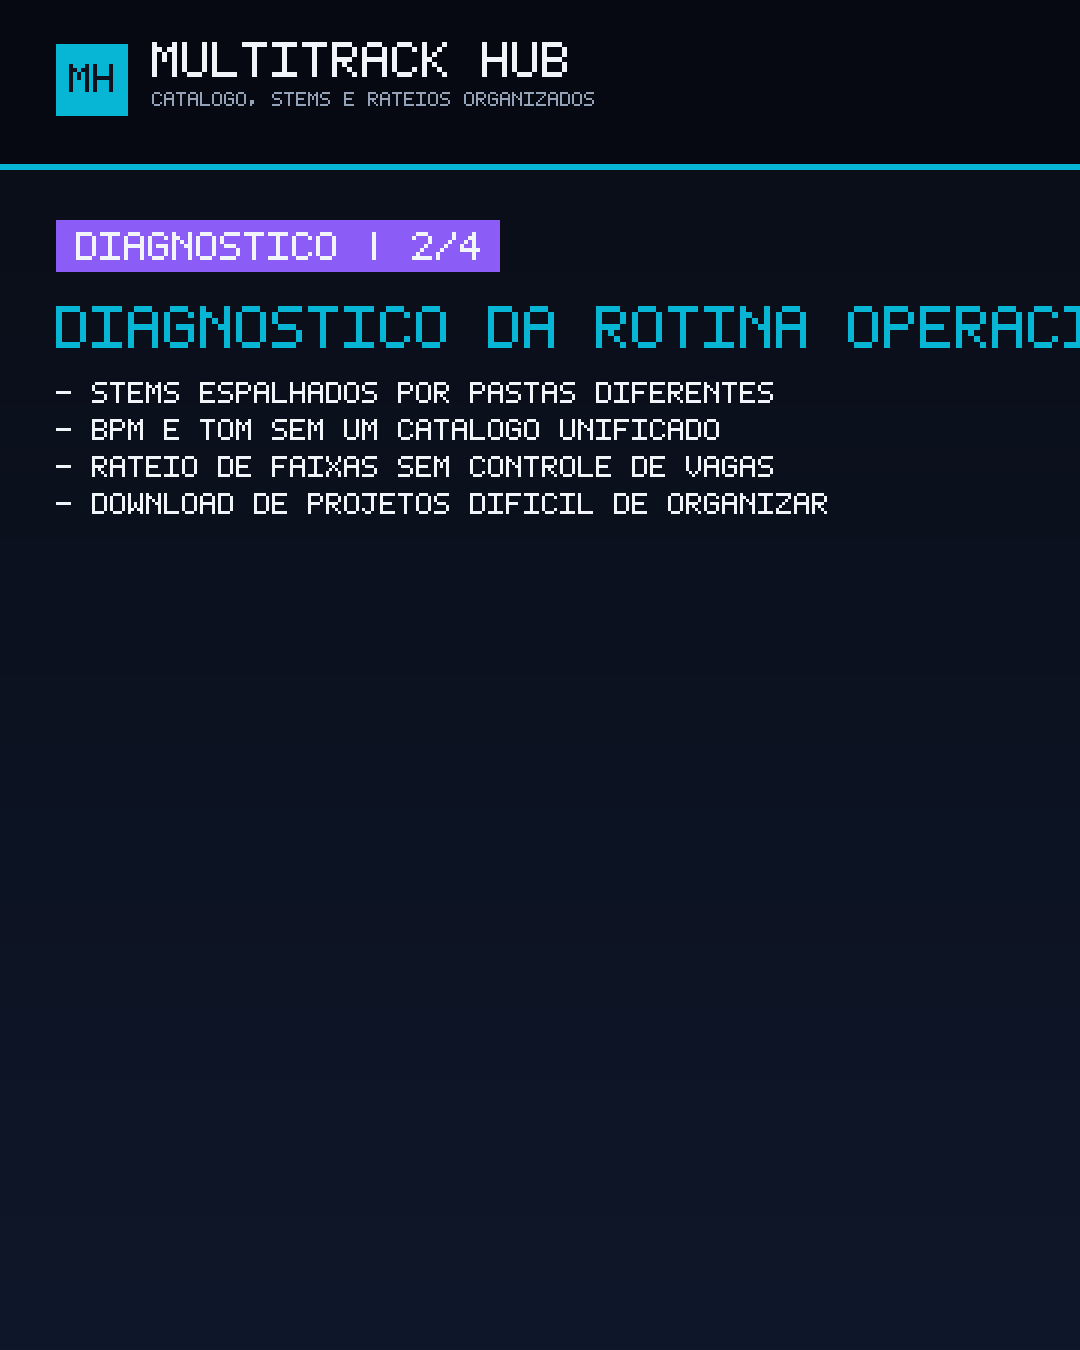 MH
MULTITRACK HUB
CATALOGO, STEMS E RATEIOS ORGANIZADOS
DIAGNOSTICO | 2/4
DIAGNOSTICO DA ROTINA OPERACI
- STEMS ESPALHADOS POR PASTAS DIFERENTES
- BPM E TOM SEM UM CATALOGO UNIFICADO
- RATEIO DE FAIXAS SEM CONTROLE DE VAGAS
- DOWNLOAD DE PROJETOS DIFICIL DE ORGANIZAR